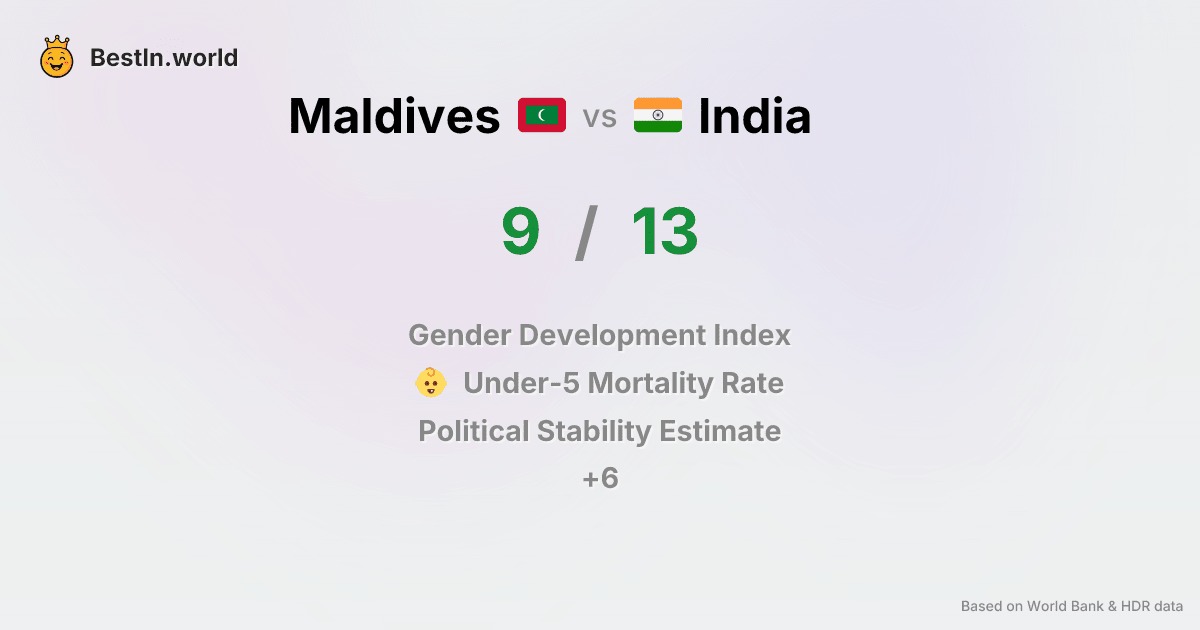 BestIn.world
Maldives vs India
9 / 13
Gender Development Index
Under-5 Mortality Rate
Political Stability Estimate
+6
Based on World Bank & HDR data